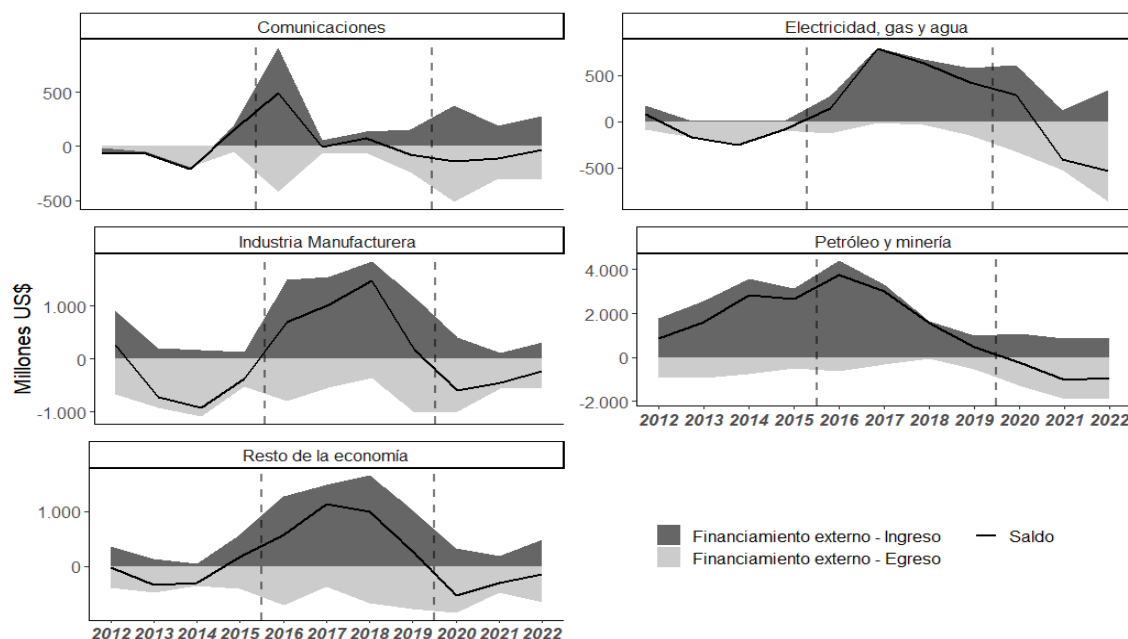 Comunicaciones
500
0
-500
Electricidad, gas y agua
500
0
-500
Millones US$
Industria Manufacturera
1.000
0
-1.000
Petróleo y minería
4.000
2.000
0
-2.000
2012 2013 2014 2015 2016 2017 2018 2019 2020 2021 2022
Resto de la economía
1.000
0
2012 2013 2014 2015 2016 2017 2018 2019 2020 2021 2022
Financiamiento externo - Ingreso
Financiamiento externo - Egreso
Saldo